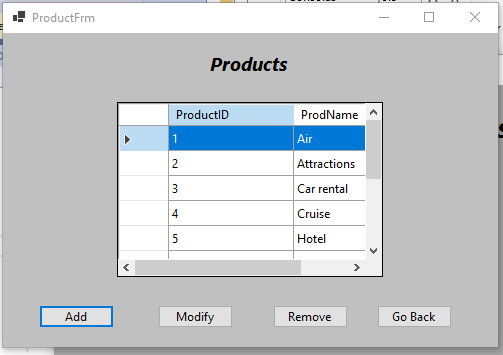 ProductFrm
Products
ProductID ProdName
1 Air
2 Attractions
3 Car rental
4 Cruise
5 Hotel
Add Modify Remove Go Back